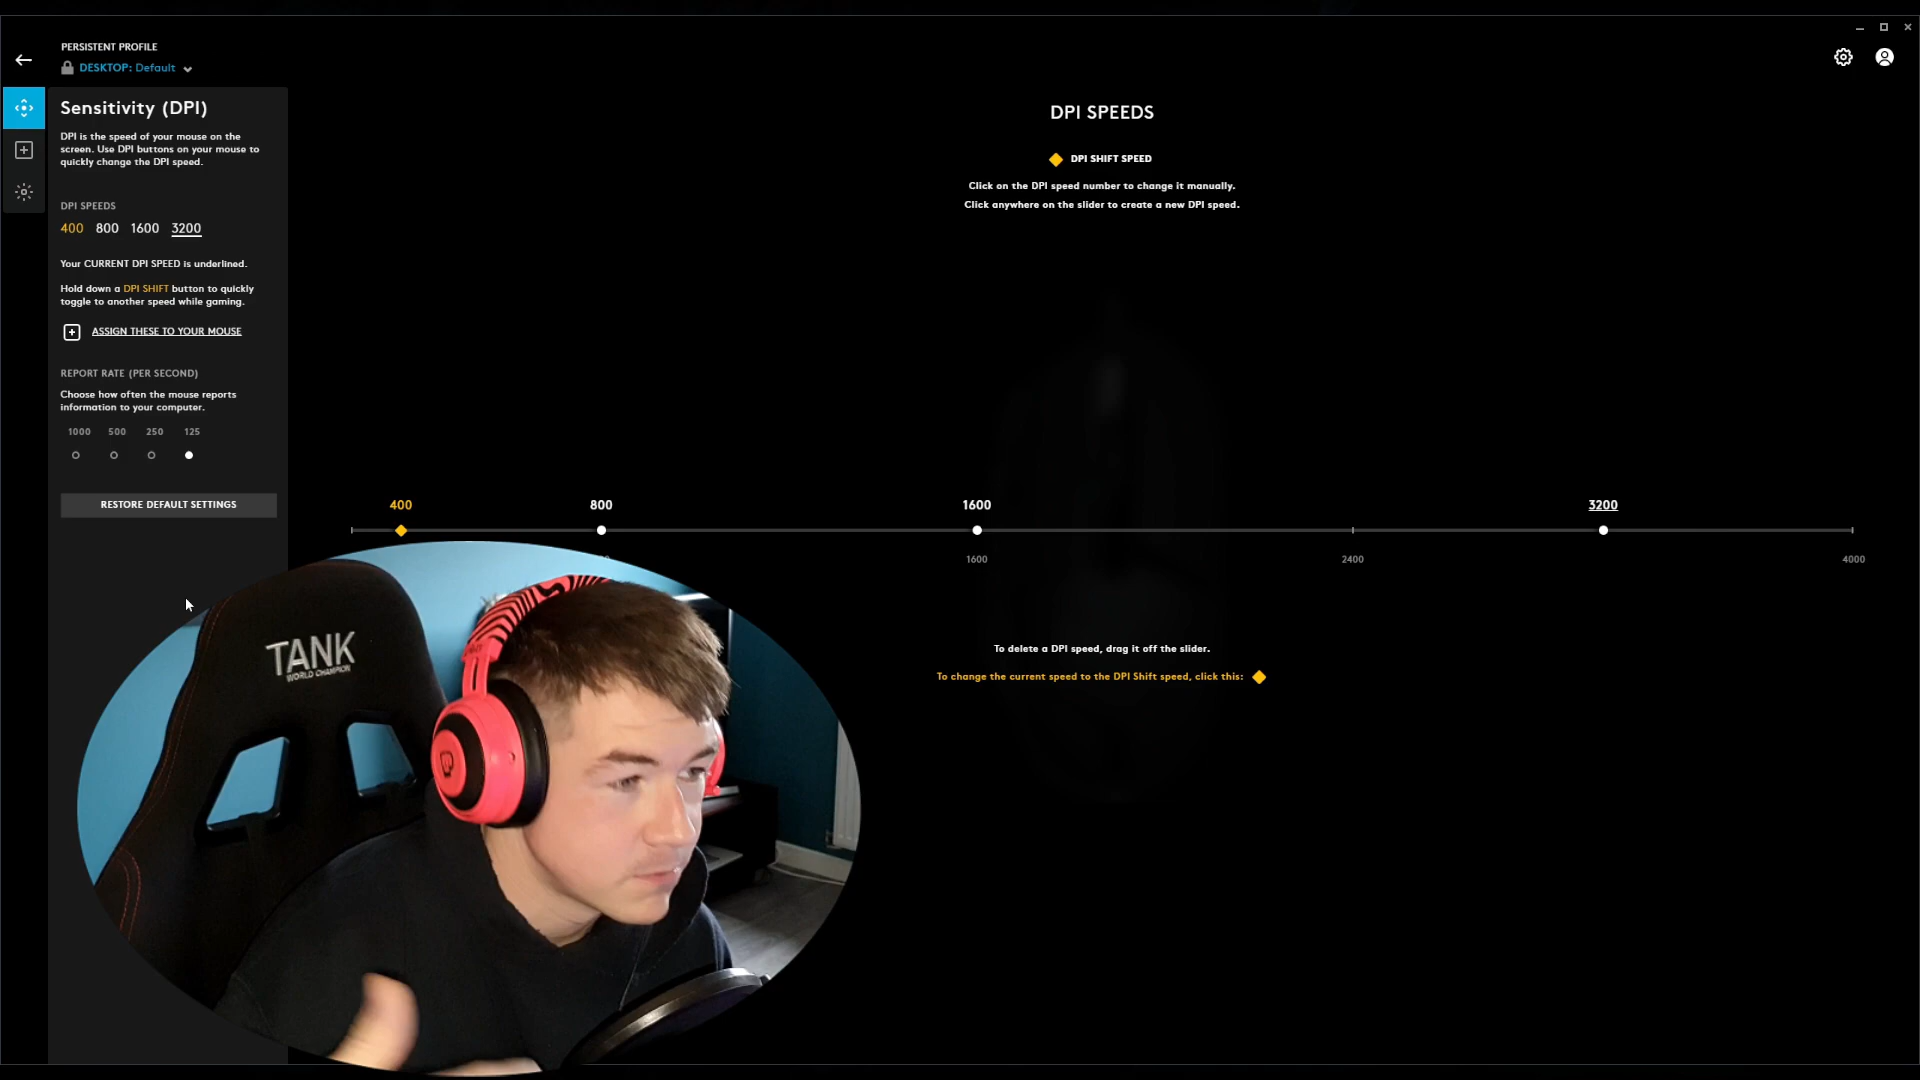 PERSISTENT PROFILE
DESKTOP: Default
Sensitivity (DPI)
DPI is the speed of your mouse on the
screen. Use DPI buttons on your mouse to
quickly change the DPI speed.
DPI SPEEDS
400 800 1600 3200
Your CURRENT DPI SPEED is underlined.
Hold down a DPI SHIFT button to quickly
toggle to another speed while gaming.
ASSIGN THESE TO YOUR MOUSE
REPORT RATE (PER SECOND)
Choose how often the mouse reports
information to your computer.
1000 500 250 125
RESTORE DEFAULT SETTINGS
DPI SPEEDS
DPI SHIFT SPEED
Click on the DPI speed number to change it manually.
Click anywhere on the slider to create a new DPI speed.
400 800 1600 3200
1600 2400 4000
To delete a DPI speed, drag it off the slider.
To change the current speed to the DPI Shift speed, click this:
TANK
WORLD CHAMPION